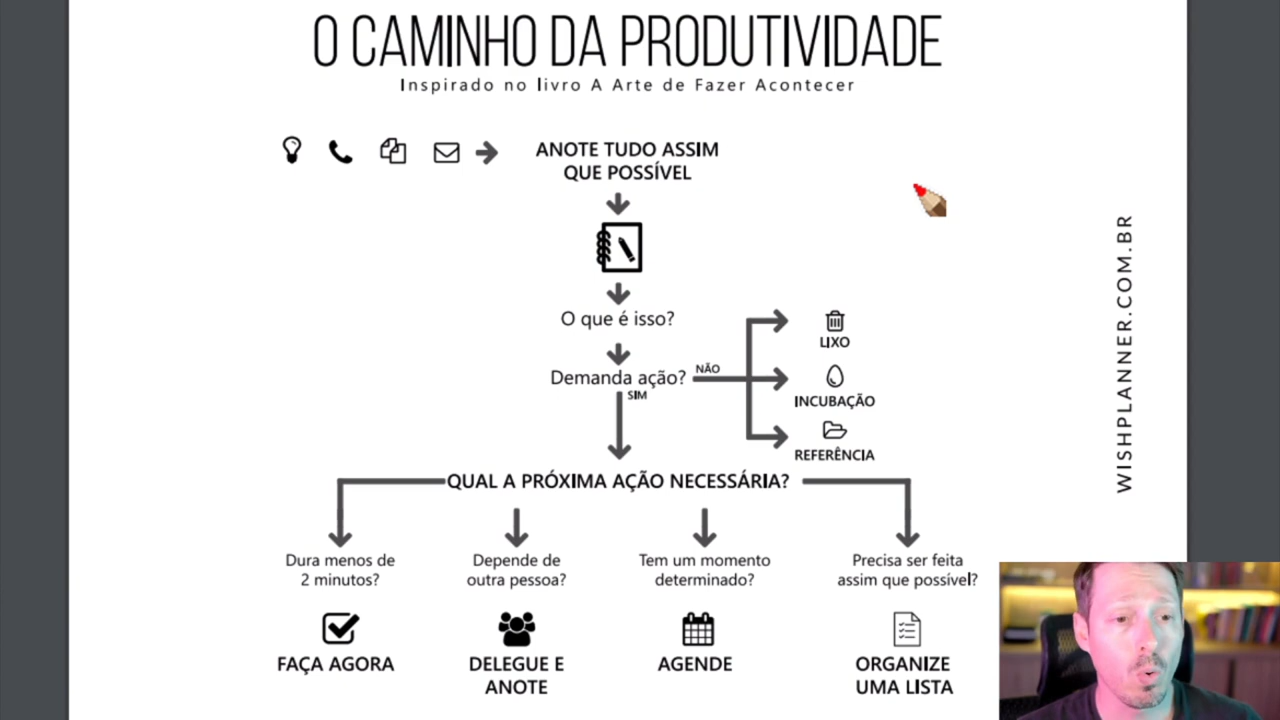 O CAMINHO DA PRODUTIVIDADE
Inspirado no livro A Arte de Fazer Acontecer
ANOTE TUDO ASSIM
QUE POSSÍVEL
O que é isso?
Demanda ação?
NÃO
SIM
LIXO
INCUBAÇÃO
REFERÊNCIA
QUAL A PRÓXIMA AÇÃO NECESSÁRIA?
Dura menos de
2 minutos?
FAÇA AGORA
Depende de
outra pessoa?
DELEGUE E
ANOTE
Tem um momento
determinado?
AGENDE
Precisa ser feita
assim que possível?
ORGANIZE
UMA LISTA
WISHPLANNER.COM.BR